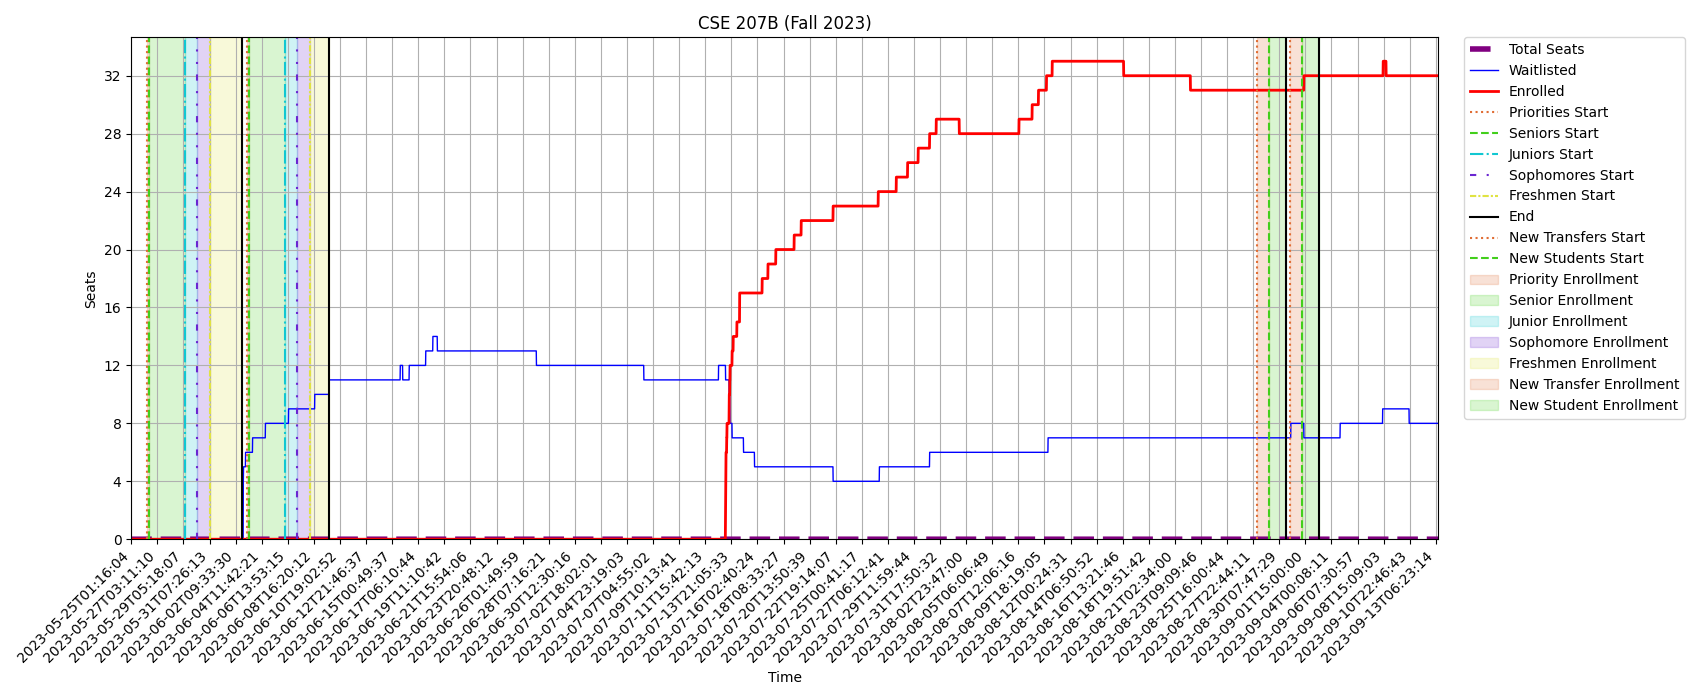 CSE 207B (Fall 2023)
Seats
32
28
24
20
16
12
8
4
0
2023-05-25T01:16:04
2023-05-27T03:11:10
2023-05-29T05:18:07
2023-05-31T07:26:13
2023-06-02T09:33:30
2023-06-04T11:42:21
2023-06-06T13:53:15
2023-06-08T16:20:12
2023-06-10T19:02:52
2023-06-12T21:46:37
2023-06-15T00:49:37
2023-06-17T06:10:44
2023-06-19T11:10:42
2023-06-21T15:54:06
2023-06-23T20:48:12
2023-06-26T01:49:59
2023-06-28T07:16:21
2023-06-30T12:30:16
2023-07-02T18:02:01
2023-07-04T23:19:03
2023-07-07T04:55:02
2023-07-09T10:13:41
2023-07-11T15:42:13
2023-07-13T21:05:33
2023-07-16T02:40:24
2023-07-18T08:33:27
2023-07-20T13:50:39
2023-07-22T19:14:07
2023-07-25T00:41:17
2023-07-27T06:12:41
2023-07-29T11:59:44
2023-07-31T17:50:32
2023-08-02T23:47:00
2023-08-05T06:06:49
2023-08-07T12:06:16
2023-08-09T18:19:05
2023-08-12T00:24:31
2023-08-14T06:50:52
2023-08-16T13:21:46
2023-08-18T19:51:42
2023-08-21T02:34:00
2023-08-23T09:09:46
2023-08-25T16:00:44
2023-08-27T22:44:11
2023-08-30T07:47:29
2023-09-01T15:00:00
2023-09-04T00:08:11
2023-09-06T07:30:57
2023-09-08T15:09:03
2023-09-10T22:46:43
2023-09-13T06:23:14
Time
Total Seats
Waitlisted
Enrolled
Priorities Start
Seniors Start
Juniors Start
Sophomores Start
Freshmen Start
End
New Transfers Start
New Students Start
Priority Enrollment
Senior Enrollment
Junior Enrollment
Sophomore Enrollment
Freshmen Enrollment
New Transfer Enrollment
New Student Enrollment